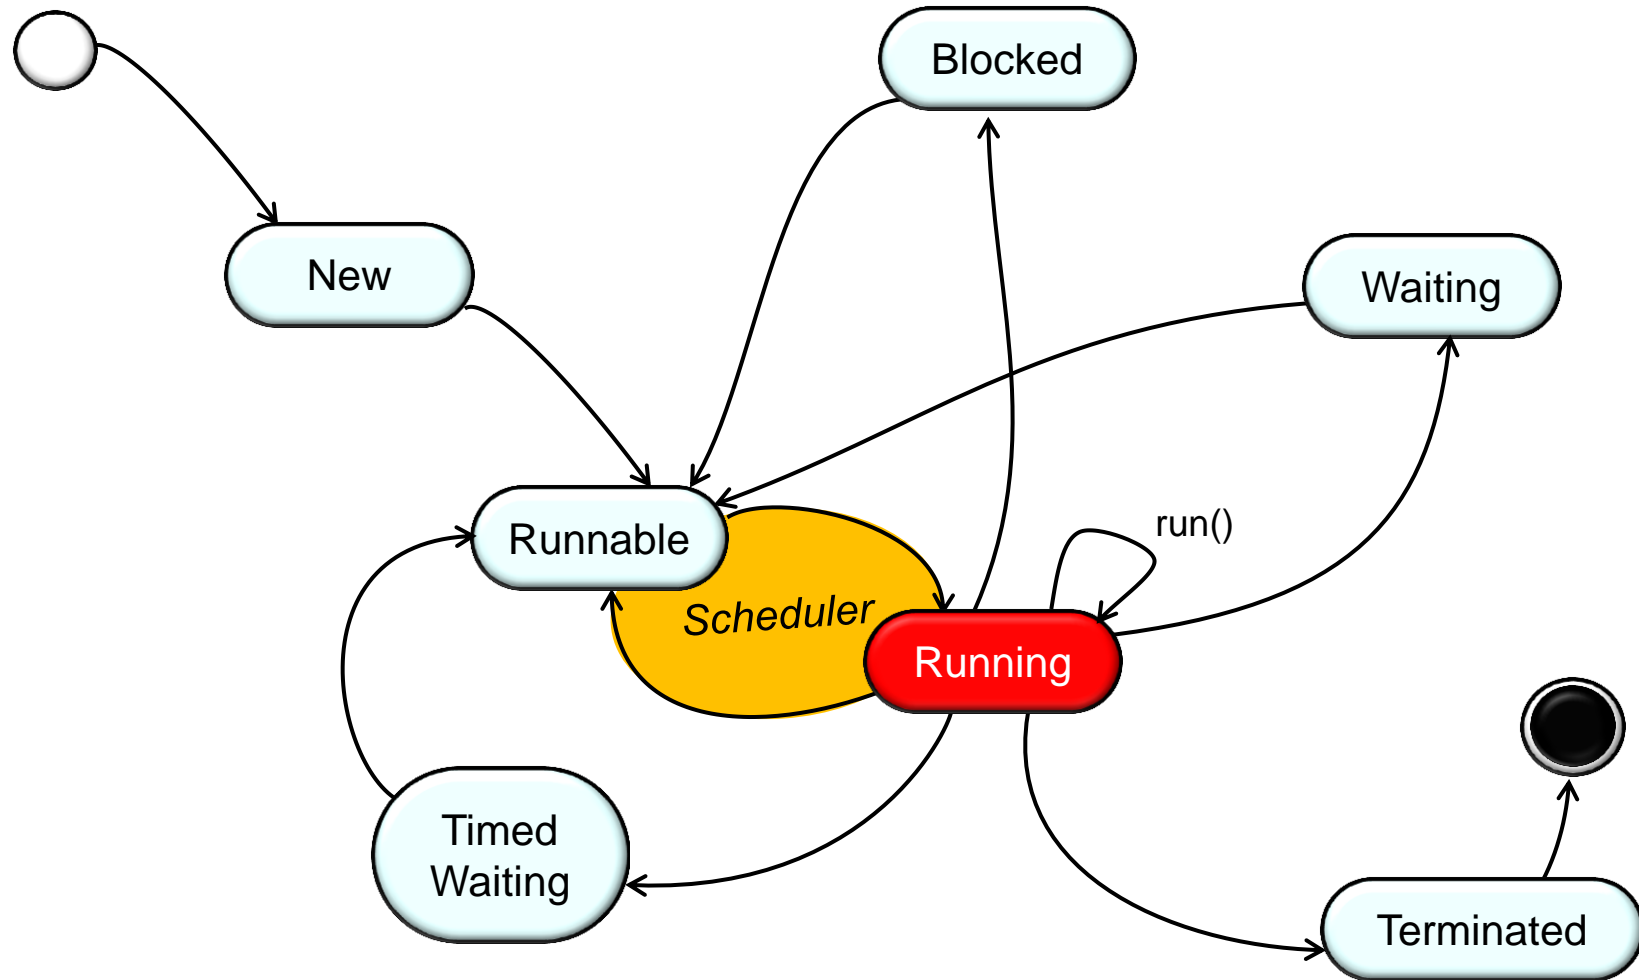 Blocked
New
Waiting
Runnable
run()
Scheduler
Running
Timed
Waiting
Terminated